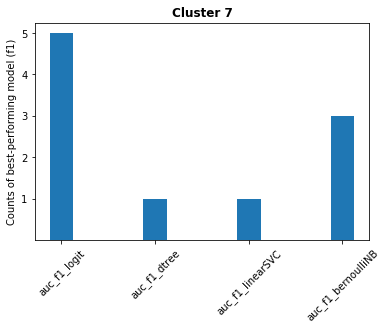 Cluster 7
Counts of best-performing model (f1)
5
4
3
2
1
auc_f1_logit
auc_f1_dtree
auc_f1_linearSVC
auc_f1_bernoulliNB